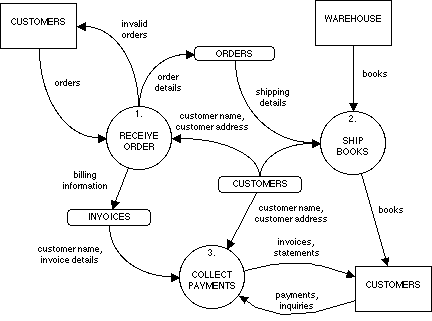 CUSTOMERS
invalid
orders
WAREHOUSE
ORDERS
orders
order
details
books
shipping
details
1.
RECEIVE
ORDER
customer name,
customer address
2.
SHIP
BOOKS
billing
information
CUSTOMERS
INVOICES
customer name,
customer address
books
customer name,
invoice details
3.
COLLECT
PAYMENTS
invoices,
statements
CUSTOMERS
payments,
inquiries